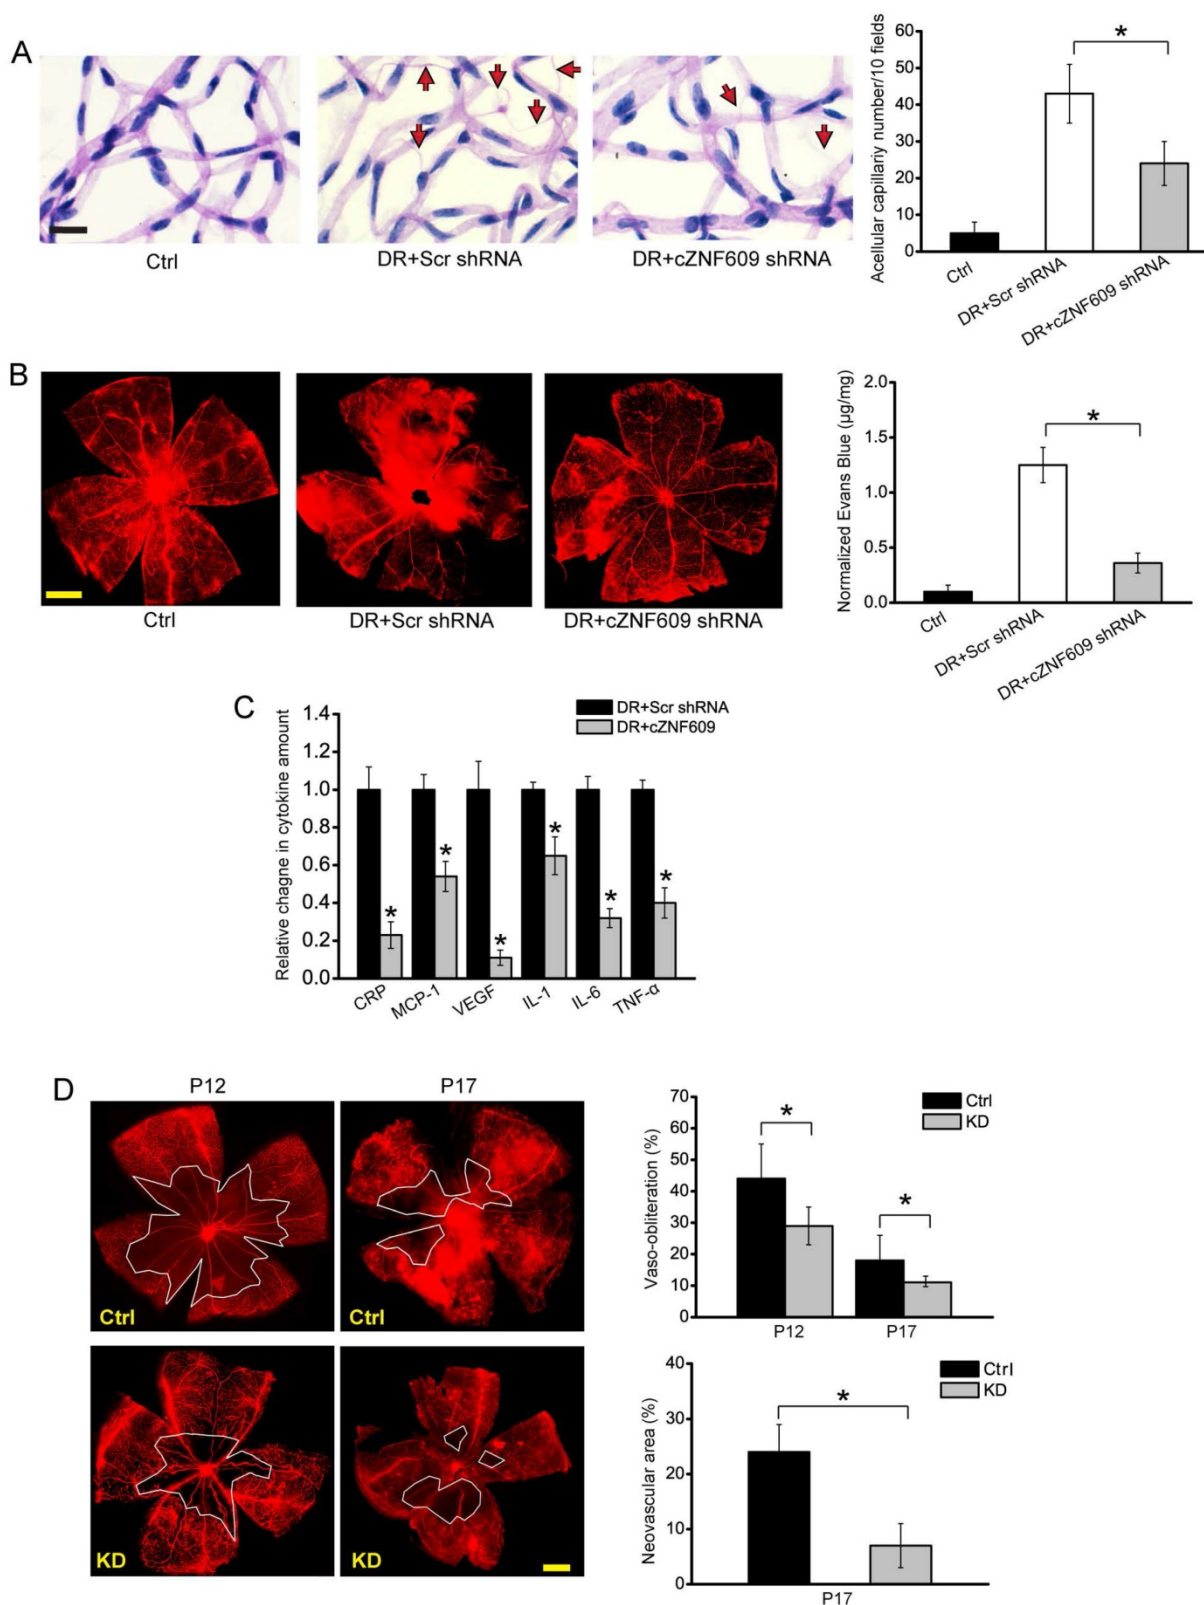 A
Ctrl
DR+Scr shRNA
DR+cZNF609 shRNA
Acellular capillariy number/10 fields
60
50
40
30
20
10
0
*
Ctrl
DR+Scr shRNA
DR+cZNF609 shRNA
B
Ctrl
DR+Scr shRNA
DR+cZNF609 shRNA
Normalized Evans Blue (µg/mg)
2.0
1.5
1.0
0.5
0.0
*
Ctrl
DR+Scr shRNA
DR+cZNF609 shRNA
C
DR+Scr shRNA
DR+cZNF609
Relative chagne in cytokine amount
1.4
1.2
1.0
0.8
0.6
0.4
0.2
0.0
* * * * * *
CRP MCP-1 VEGF IL-1 IL-6 TNF-α
D
P12 P17
Ctrl Ctrl
KD KD
Vaso-obliteration (%)
70
60
50
40
30
20
10
0
Ctrl
KD
* *
P12 P17
Neovascular area (%)
40
30
20
10
0
Ctrl
KD
*
P17